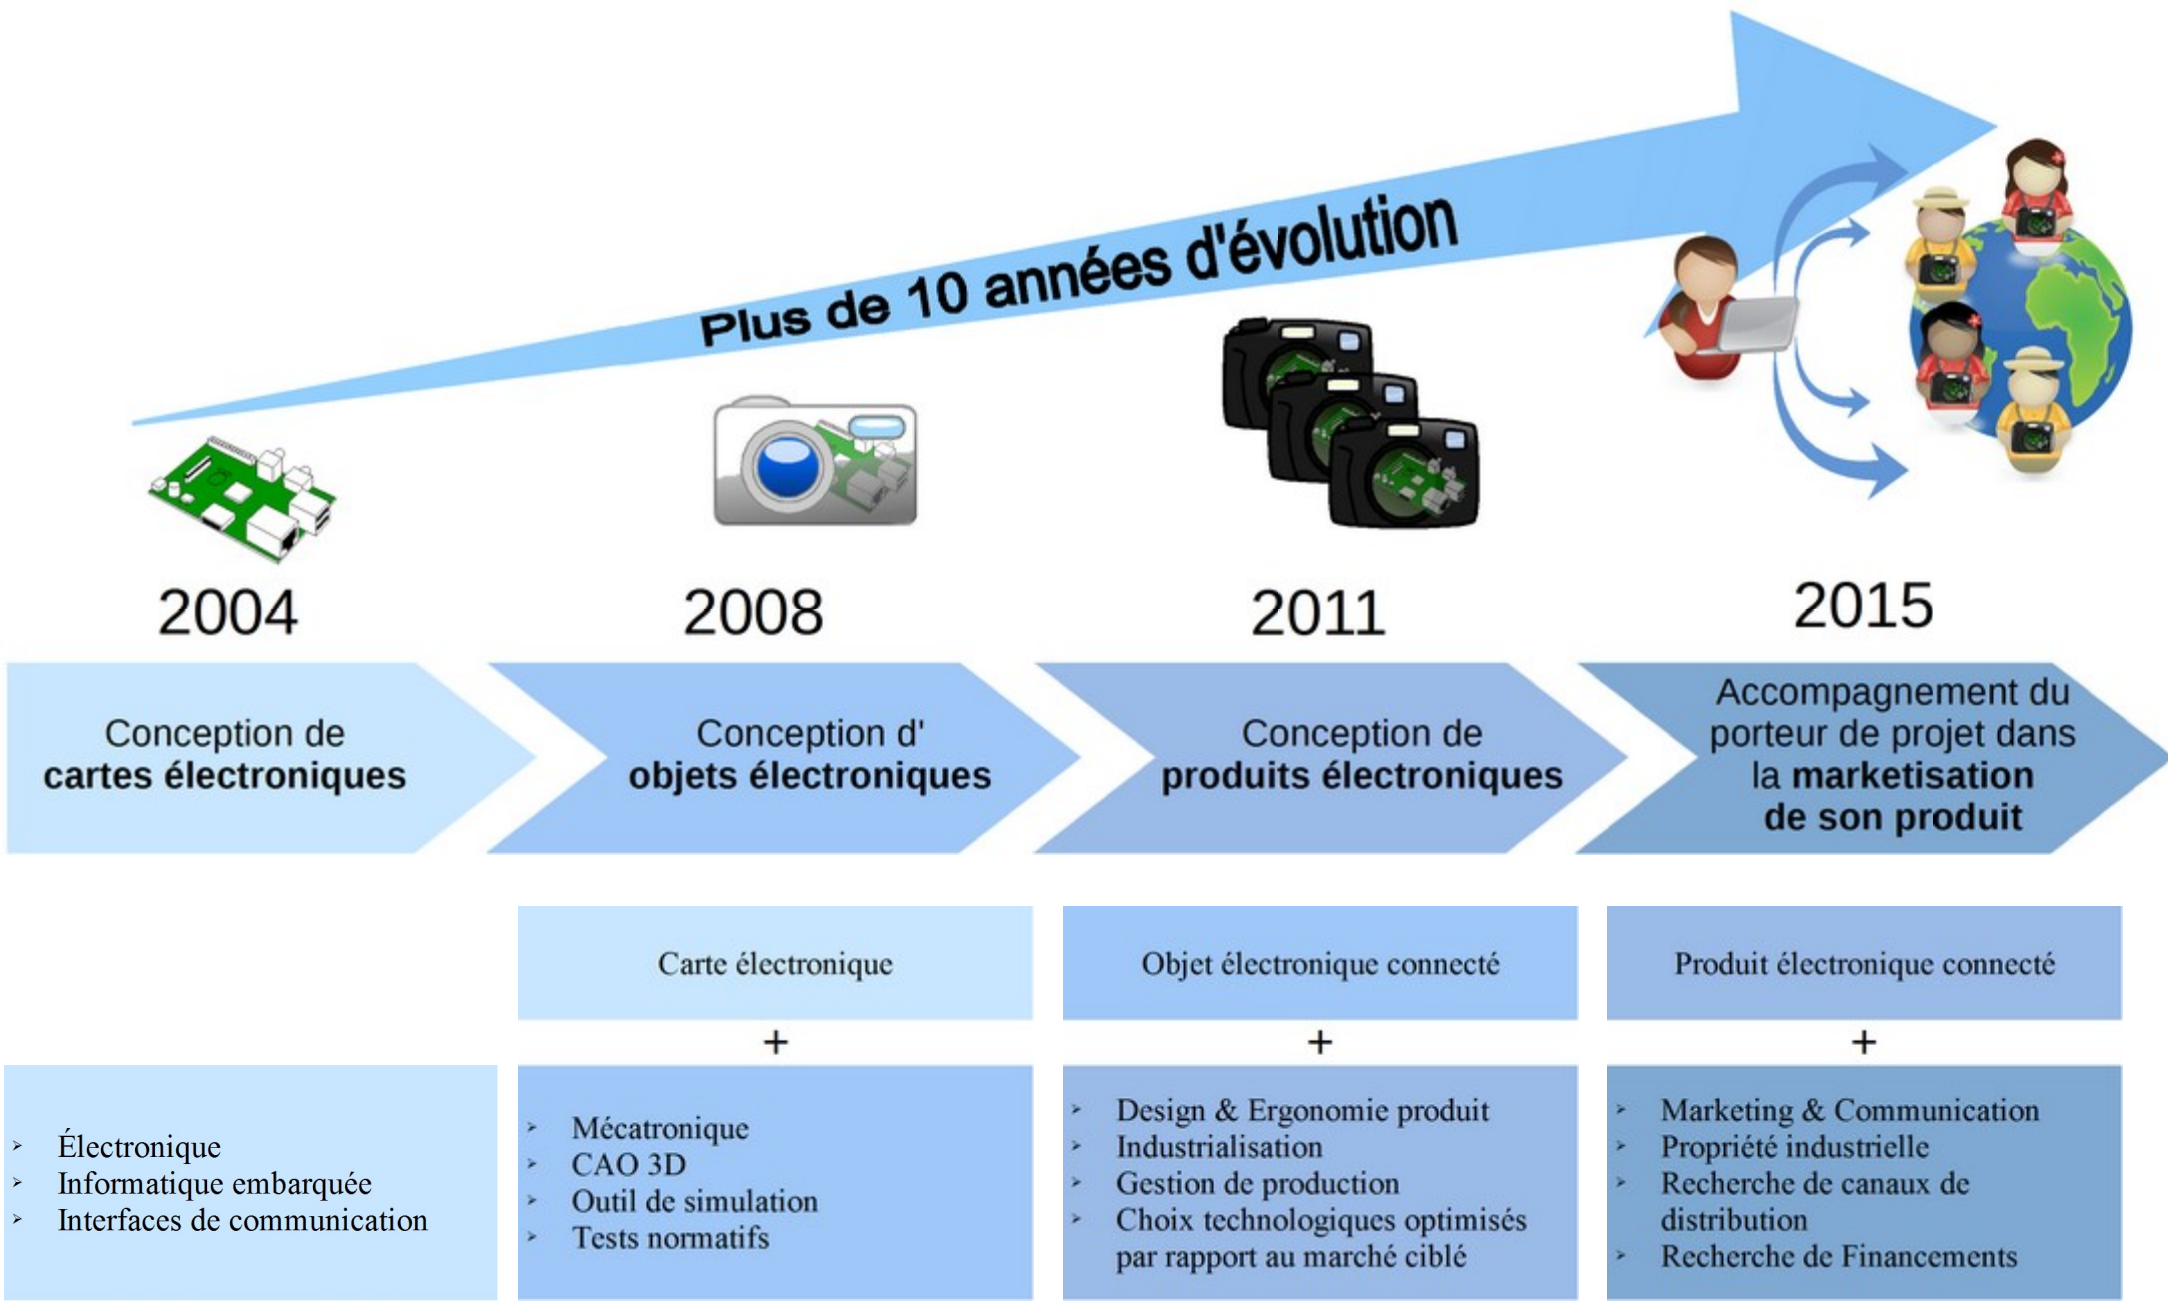 Plus de 10 années d'évolution
2004
2008
2011
2015
Conception de
cartes électroniques
Conception d'
objets électroniques
Conception de
produits électroniques
Accompagnement du
porteur de projet dans
la marketisation
de son produit
Carte électronique
Objet électronique connecté
Produit électronique connecté
+
+
+
➢ Électronique
➢ Informatique embarquée
➢ Interfaces de communication
➢ Mécatronique
➢ CAO 3D
➢ Outil de simulation
➢ Tests normatifs
➢ Design & Ergonomie produit
➢ Industrialisation
➢ Gestion de production
➢ Choix technologiques optimisés
par rapport au marché ciblé
➢ Marketing & Communication
➢ Propriété industrielle
➢ Recherche de canaux de
distribution
➢ Recherche de Financements